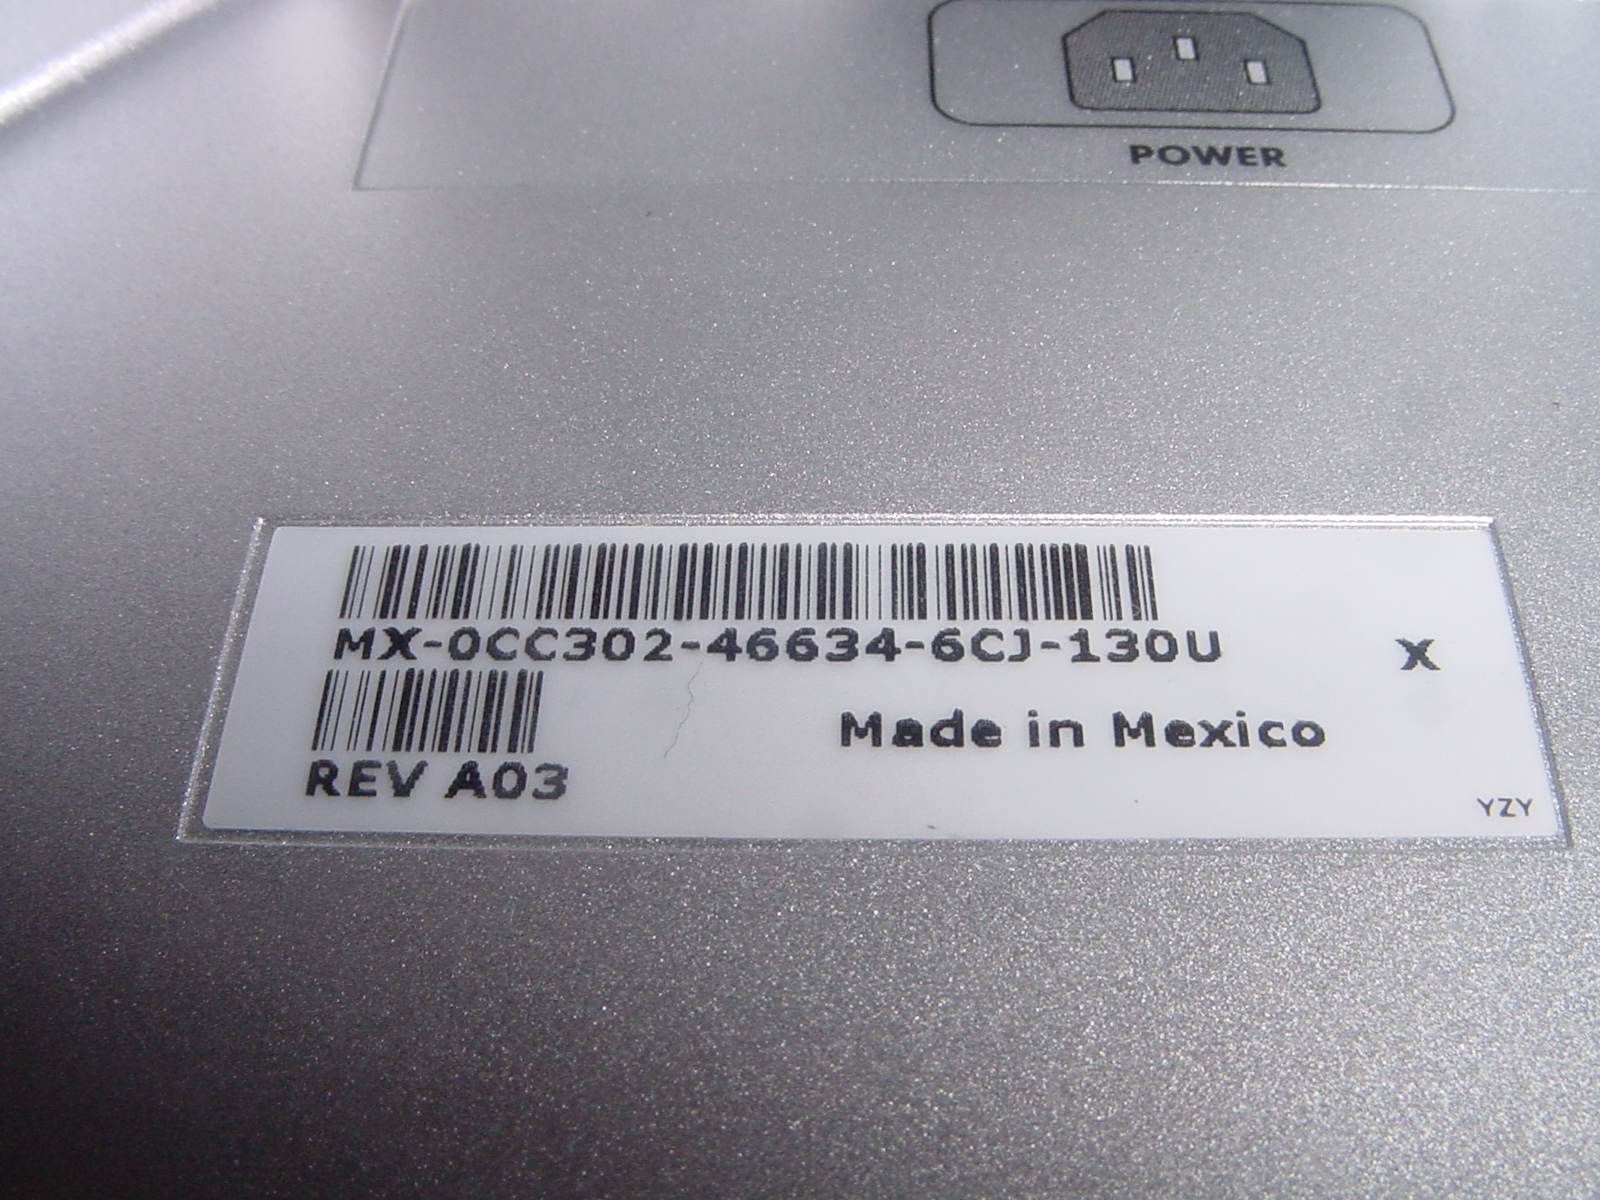 POWER
MX-0CC302-46634-6CJ-130U
X
REV A03
Made in Mexico
YZY